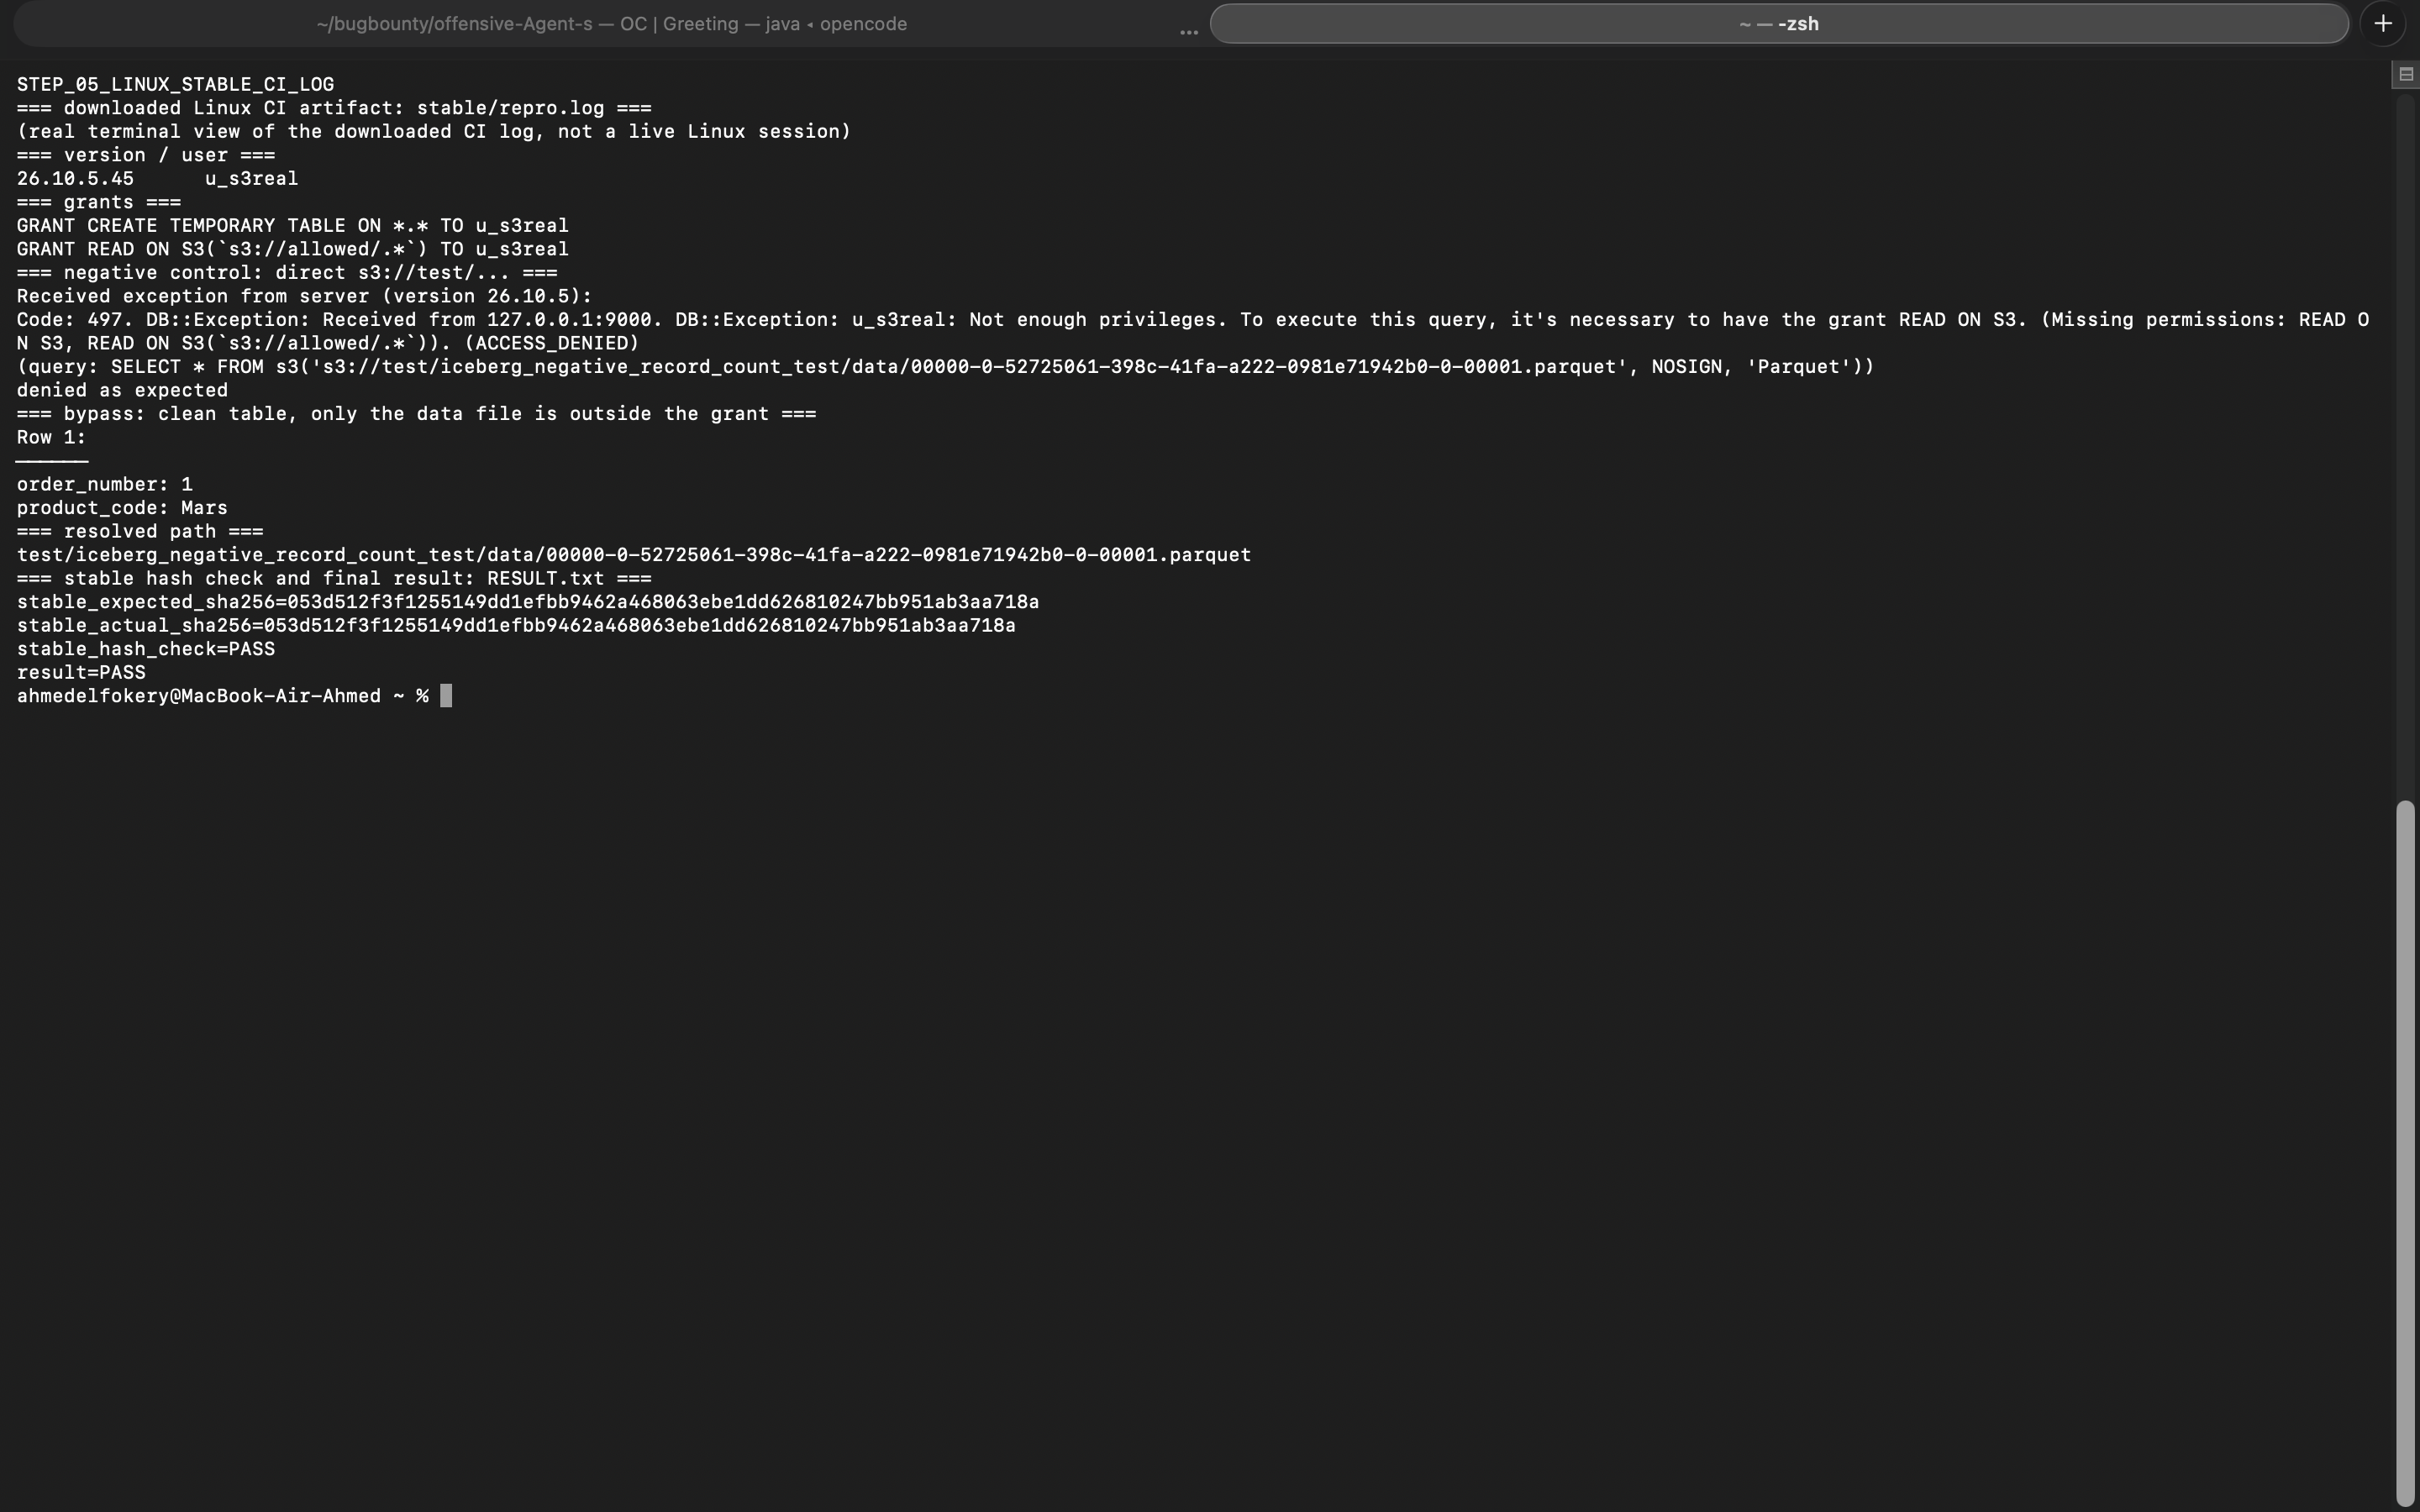 ~/bugbounty/offensive-Agent-s — OC | Greeting — java ◂ opencode
...
~ — -zsh
+
STEP_05_LINUX_STABLE_CI_LOG
=== downloaded Linux CI artifact: stable/repro.log ===
(real terminal view of the downloaded CI log, not a live Linux session)
=== version / user ===
26.10.5.45      u_s3real
=== grants ===
GRANT CREATE TEMPORARY TABLE ON *.* TO u_s3real
GRANT READ ON S3(`s3://allowed/.*`) TO u_s3real
=== negative control: direct s3://test/... ===
Received exception from server (version 26.10.5):
Code: 497. DB::Exception: Received from 127.0.0.1:9000. DB::Exception: u_s3real: Not enough privileges. To execute this query, it's necessary to have the grant READ ON S3. (Missing permissions: READ O
N S3, READ ON S3(`s3://allowed/.*`)). (ACCESS_DENIED)
(query: SELECT * FROM s3('s3://test/iceberg_negative_record_count_test/data/00000-0-52725061-398c-41fa-a222-0981e71942b0-0-00001.parquet', NOSIGN, 'Parquet'))
denied as expected
=== bypass: clean table, only the data file is outside the grant ===
Row 1:
──────
order_number: 1
product_code: Mars
=== resolved path ===
test/iceberg_negative_record_count_test/data/00000-0-52725061-398c-41fa-a222-0981e71942b0-0-00001.parquet
=== stable hash check and final result: RESULT.txt ===
stable_expected_sha256=053d512f3f1255149dd1efbb9462a468063ebe1dd626810247bb951ab3aa718a
stable_actual_sha256=053d512f3f1255149dd1efbb9462a468063ebe1dd626810247bb951ab3aa718a
stable_hash_check=PASS
result=PASS
ahmedelfokery@MacBook-Air-Ahmed ~ %